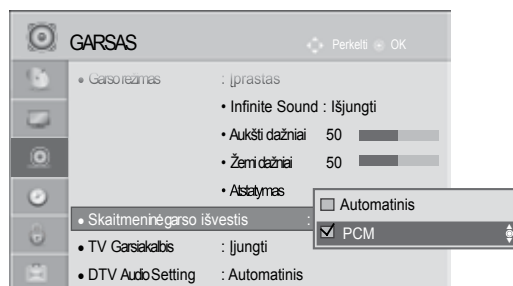 GARSAS
Perkelti OK
• Garso režimas : Įprastas
• Infinite Sound : Išjungti
• Aukšti dažniai 50
• Žemi dažniai 50
• Atstatymas
• Skaitmeninė garso išvestis :
Automatinis
PCM
• TV Garsiakalbis : Įjungti
• DTV Audio Setting : Automatinis